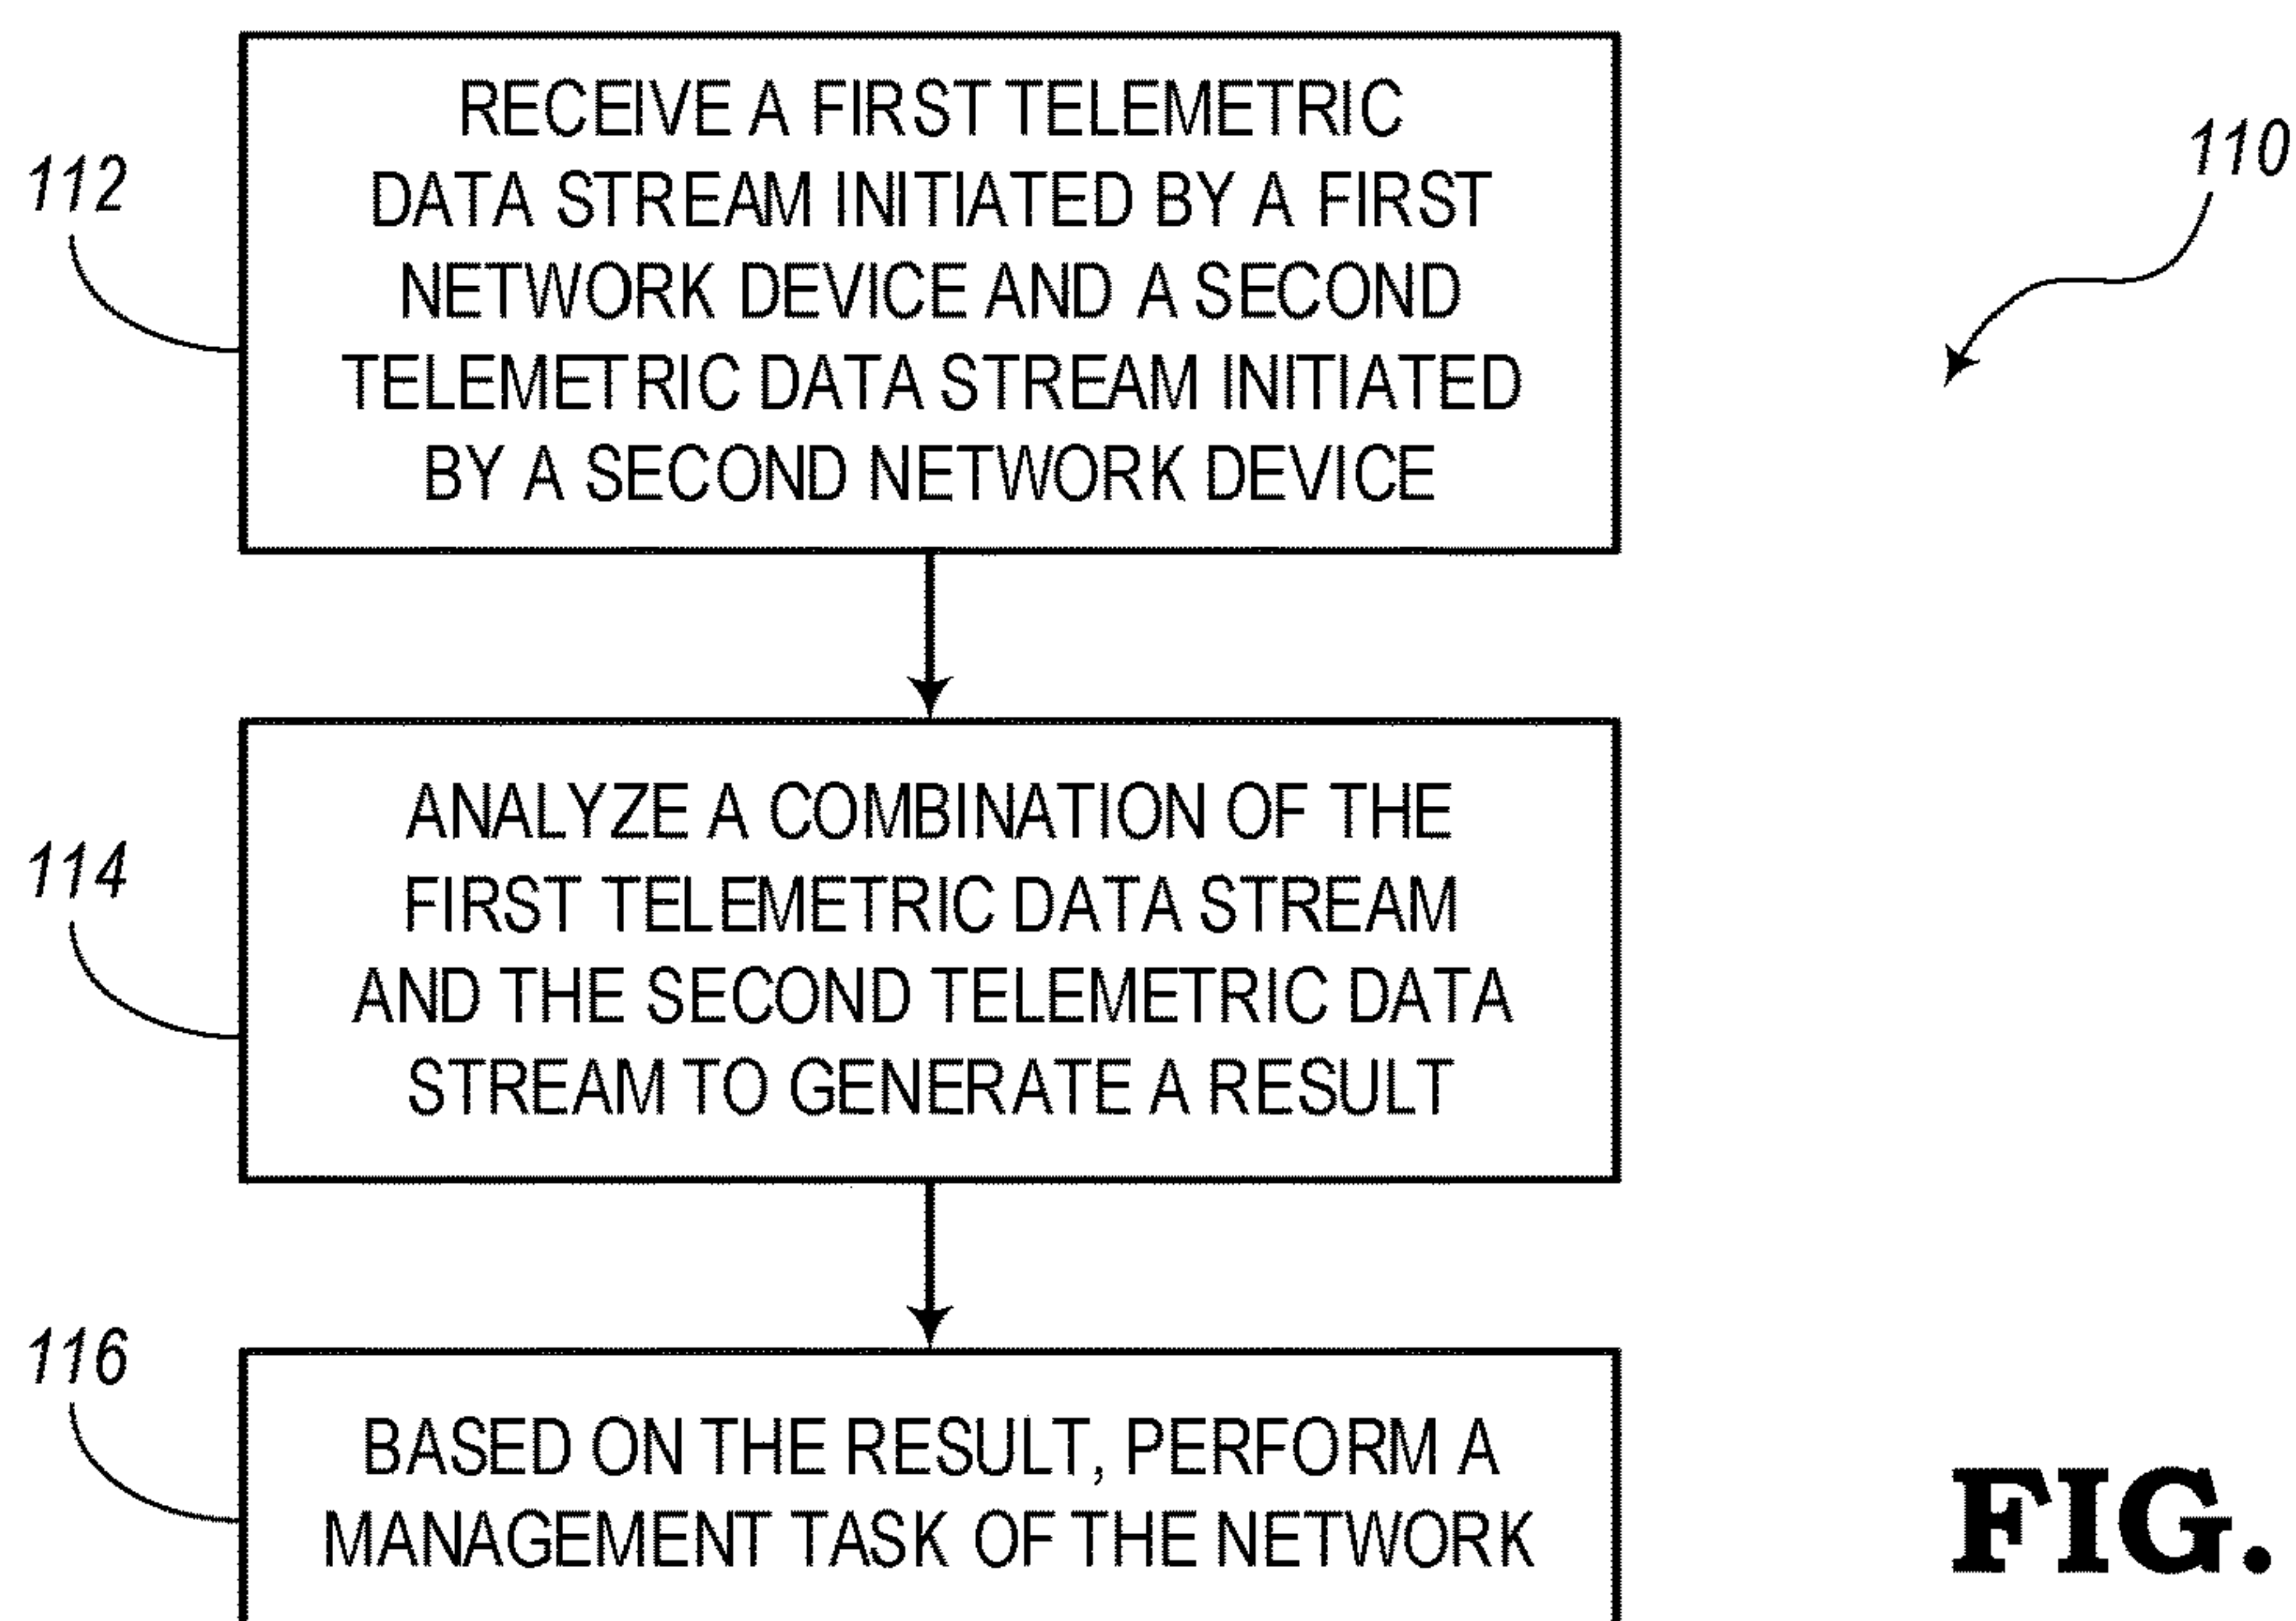 112
RECEIVE A FIRST TELEMETRIC
DATA STREAM INITIATED BY A FIRST
NETWORK DEVICE AND A SECOND
TELEMETRIC DATA STREAM INITIATED
BY A SECOND NETWORK DEVICE
110
114
ANALYZE A COMBINATION OF THE
FIRST TELEMETRIC DATA STREAM
AND THE SECOND TELEMETRIC DATA
STREAM TO GENERATE A RESULT
116
BASED ON THE RESULT, PERFORM A
MANAGEMENT TASK OF THE NETWORK
FIG.